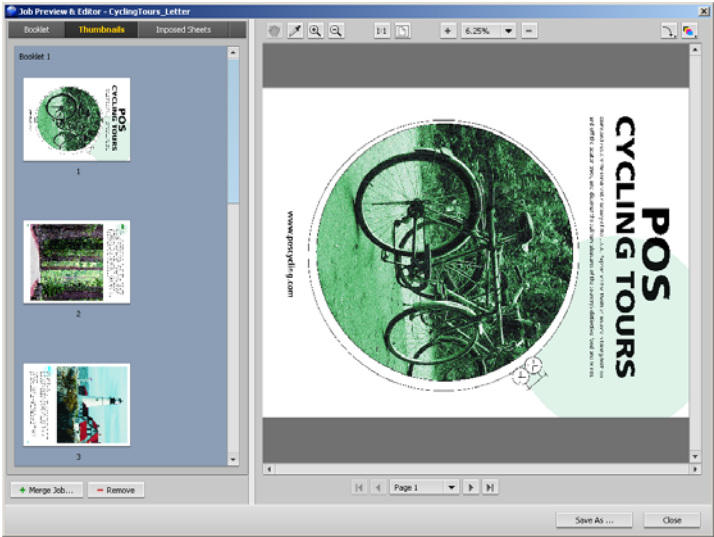 Job Preview & Editor - CyclingTours_Letter
Booklet
Thumbnails
Imposed Sheets
1:1
6.25%
Booklet 1
POS
CYCLING TOURS
1
2
3
POS
CYCLING TOURS
www.poscycling.com
Merge Job...
Remove
Page 1
Save As ...
Close